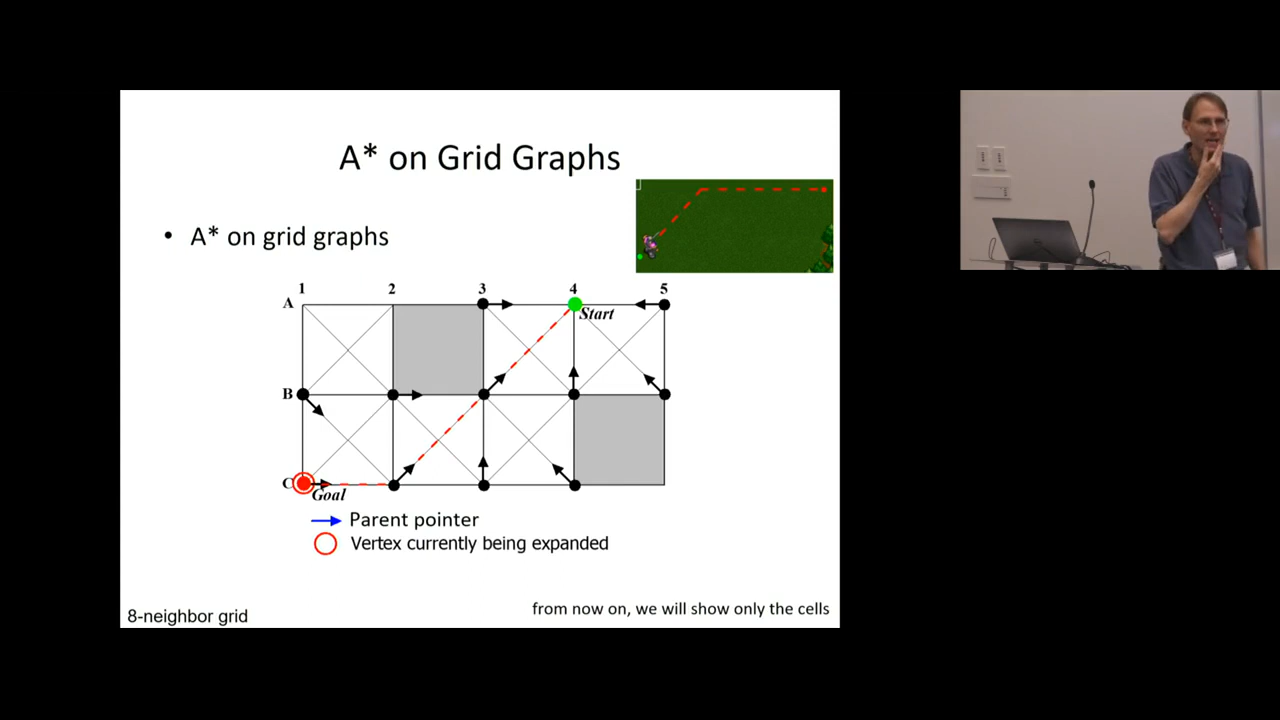 A* on Grid Graphs
• A* on grid graphs
1 2 3 4 5
A
Start
B
C
Goal
Parent pointer
Vertex currently being expanded
8-neighbor grid
from now on, we will show only the cells